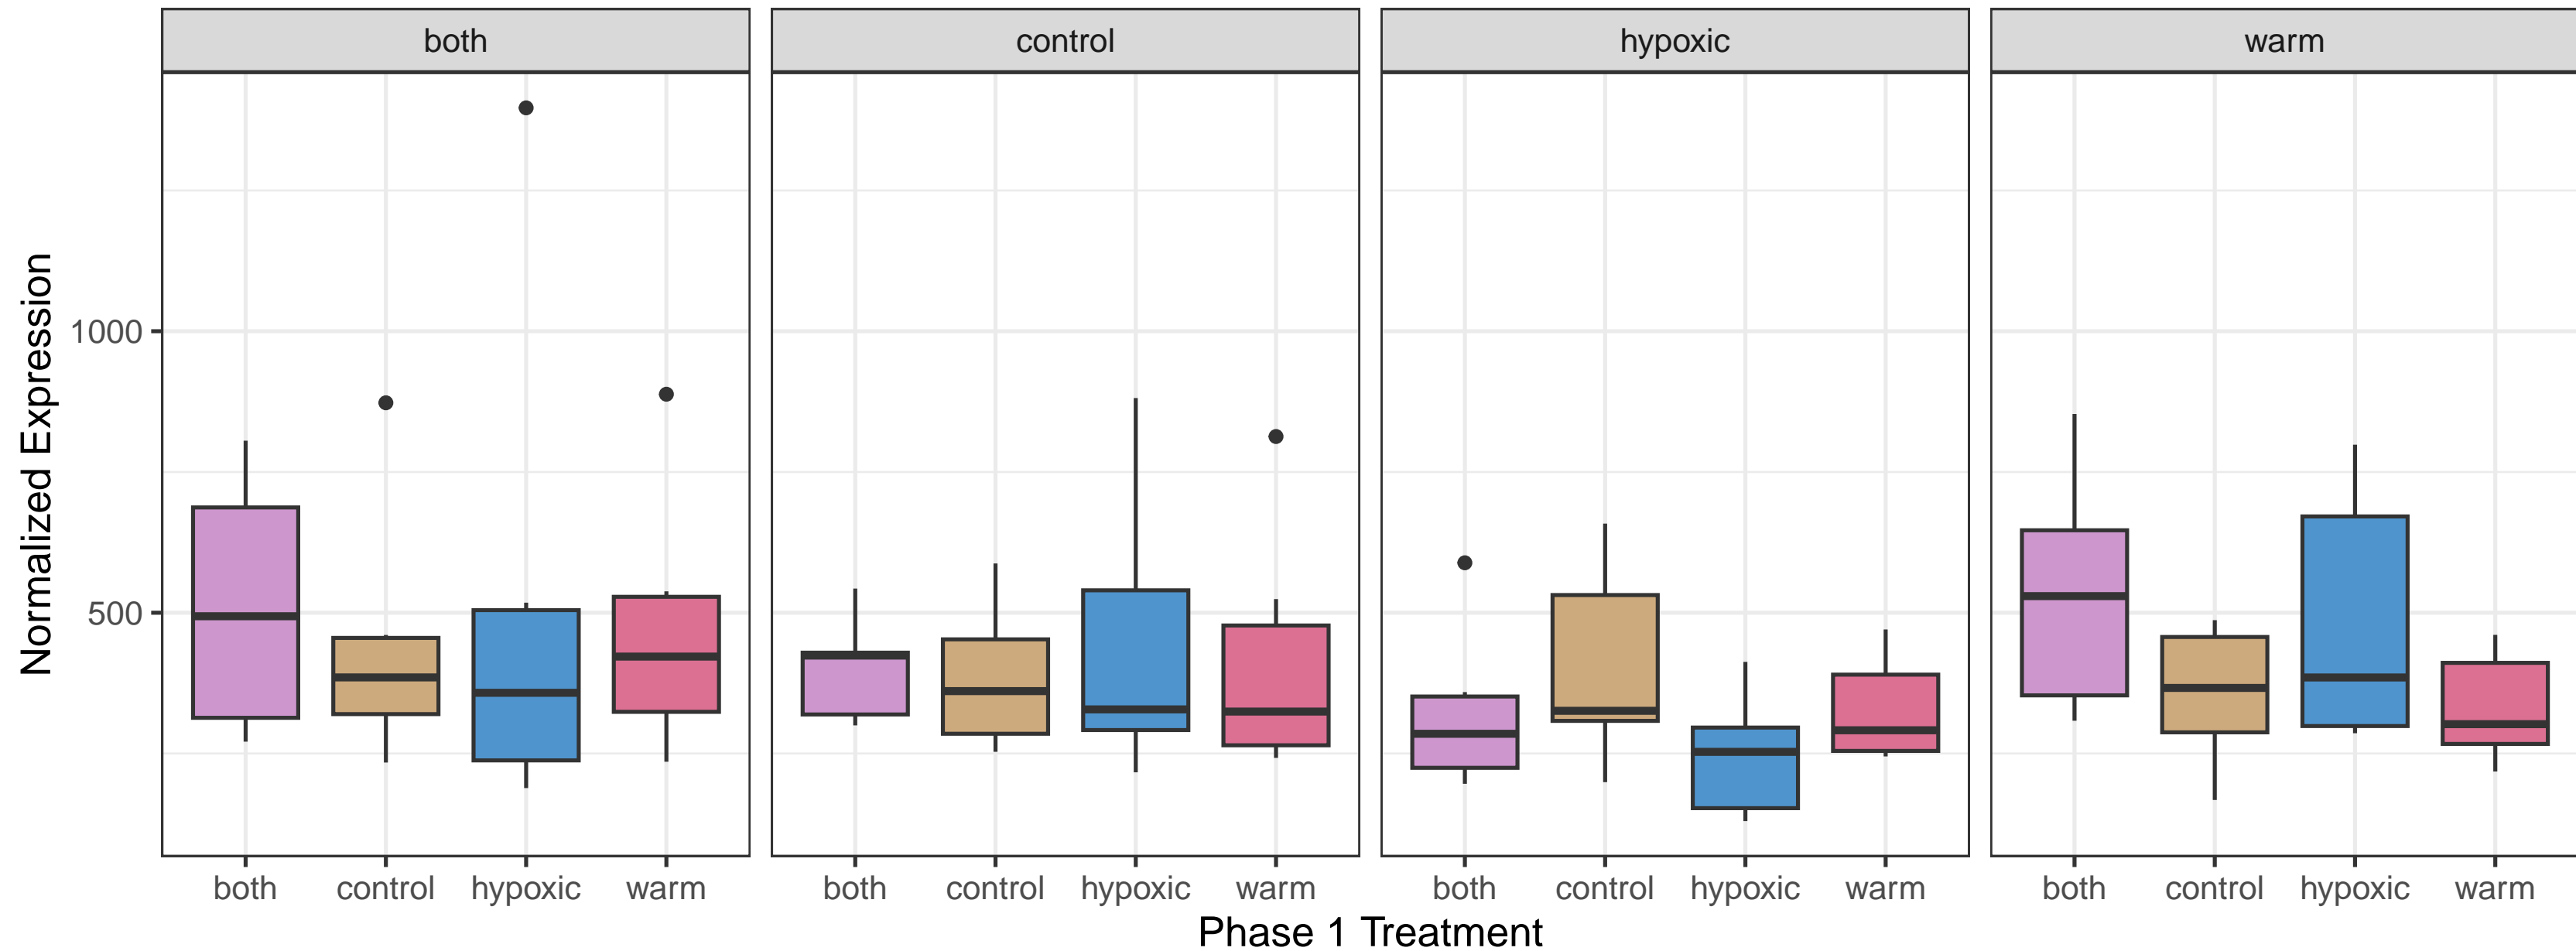 both control hypoxic warm
Normalized Expression
1000
500
both control hypoxic warm both control hypoxic warm both control hypoxic warm both control hypoxic warm
Phase 1 Treatment